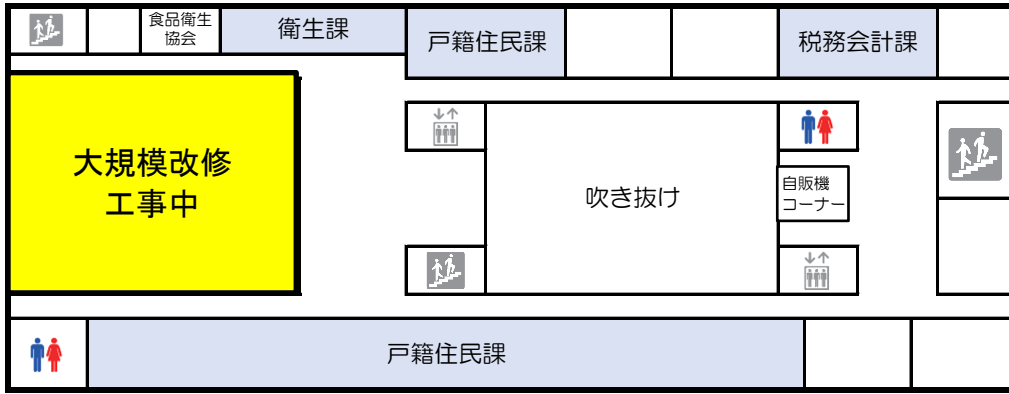 食品衛生
協会
衛生課
戸籍住民課
税務会計課
大規模改修
工事中
吹き抜け
自販機
コーナー
戸籍住民課